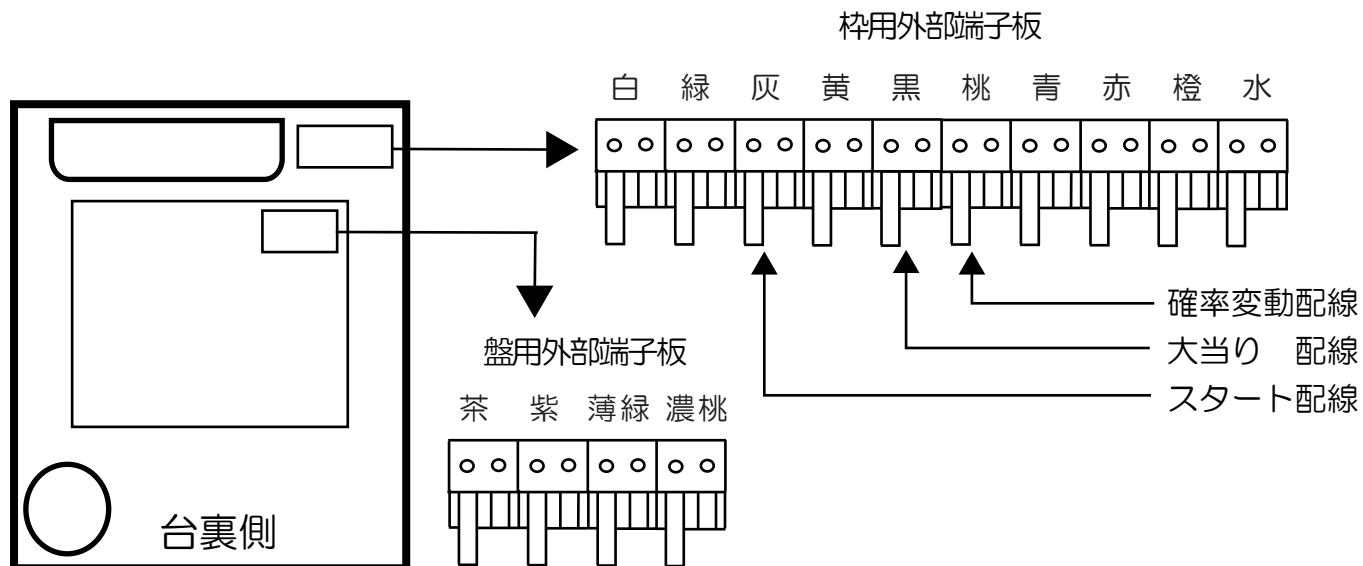 枠用外部端子板
白 緑 灰 黄 黒 桃 青 赤 橙 水
確率変動配線
大当り 配線
スタート配線
盤用外部端子板
茶 紫 薄緑 濃桃
台裏側